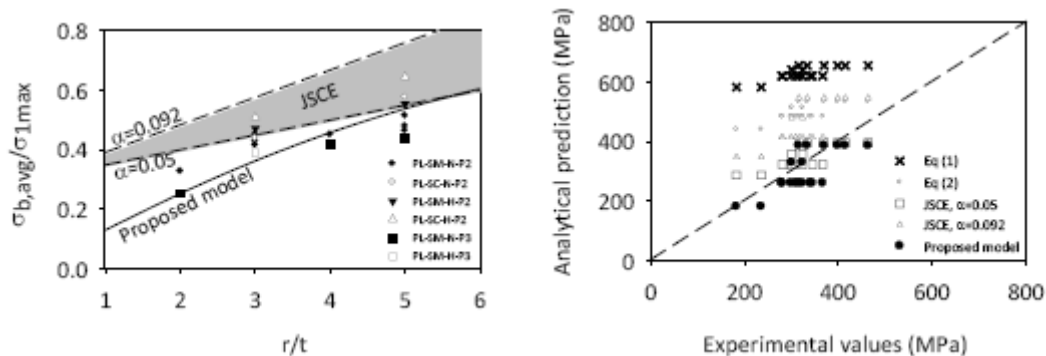 0.8
0.6
0.4
0.2
0.0
1
2
3
4
5
6
σb,avg/σ1max
r/t
α=0.092
α=0.05
JSCE
Proposed model
PL-SM-N-P2
PL-SC-N-P2
PL-SM-H-P2
PL-SC-H-P2
PL-SM-N-P3
PL-SM-H-P3
800
600
400
200
0
0
200
400
600
800
Analytical prediction (MPa)
Experimental values (MPa)
Eq (1)
Eq (2)
JSCE, α=0.05
JSCE, α=0.092
Proposed model